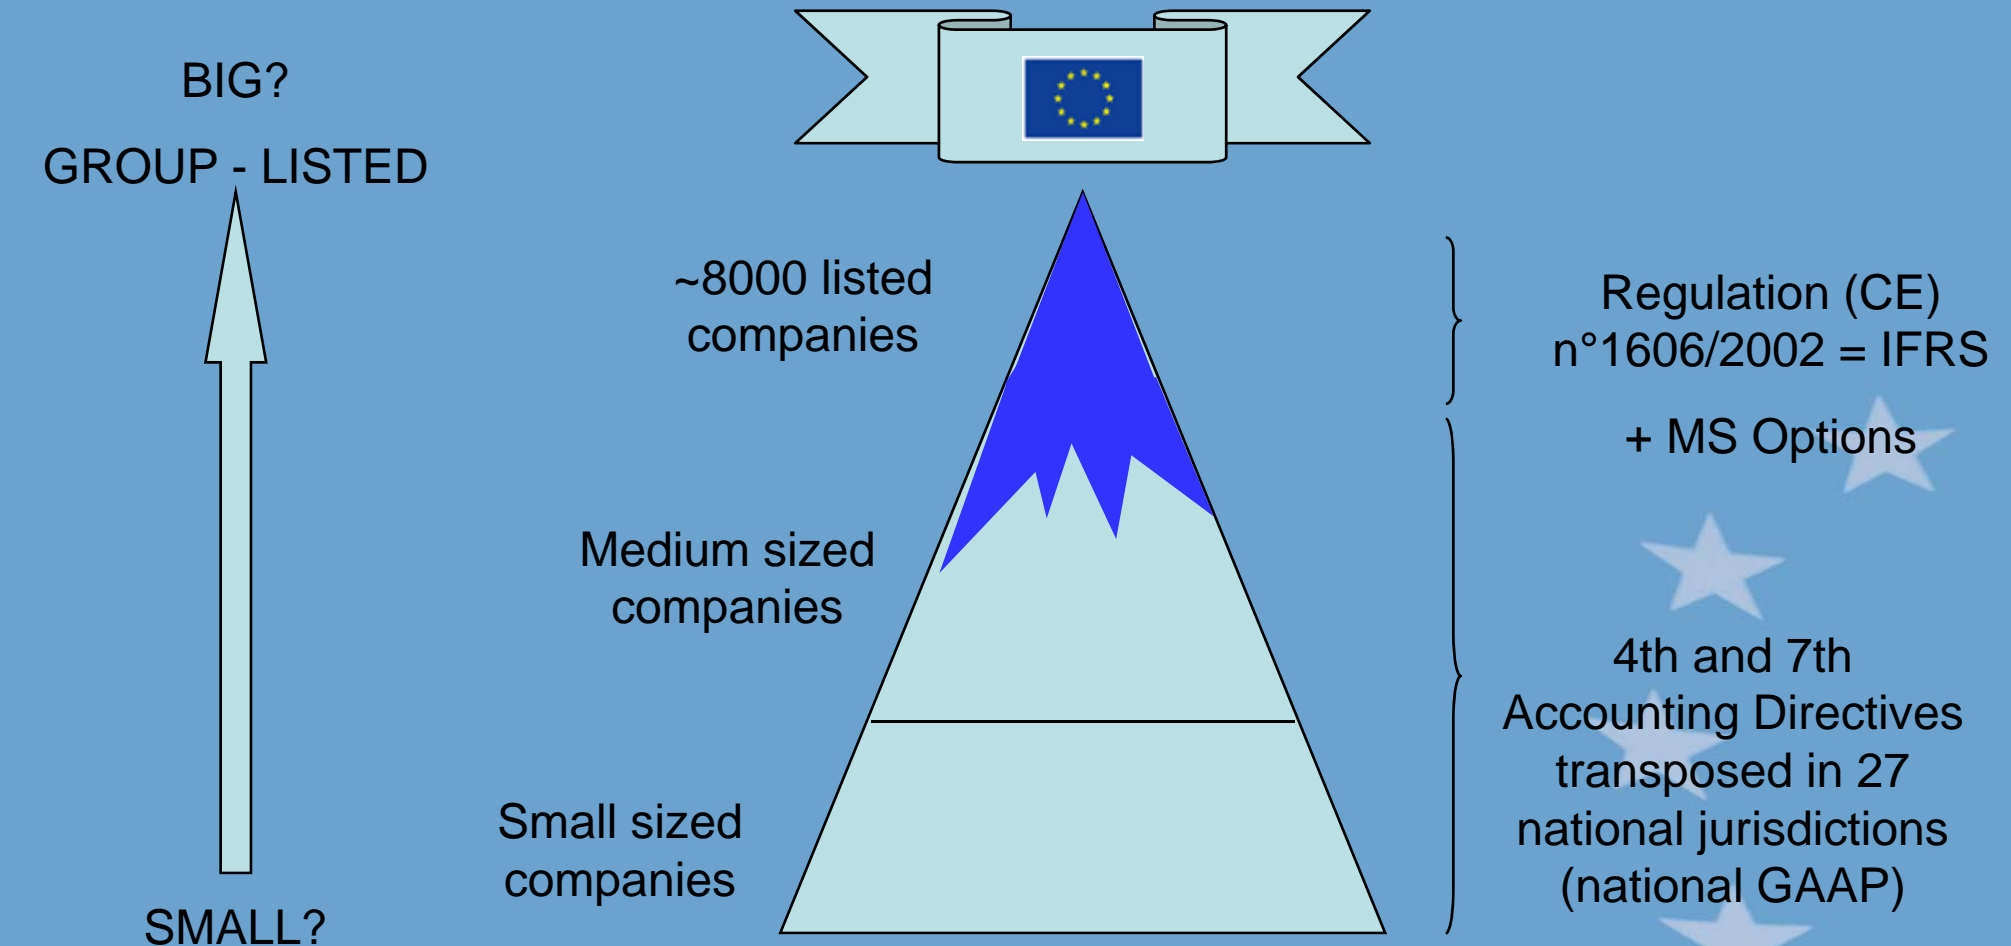 BIG?
GROUP - LISTED
SMALL?
~8000 listed
companies
Medium sized
companies
Small sized
companies
Regulation (CE)
n°1606/2002 = IFRS
+ MS Options
4th and 7th
Accounting Directives
transposed in 27
national jurisdictions
(national GAAP)